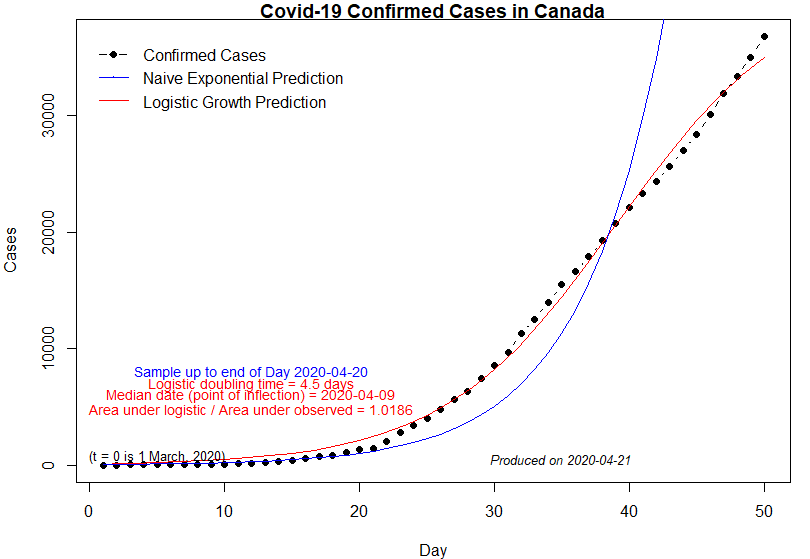 Covid-19 Confirmed Cases in Canada
Confirmed Cases
Naive Exponential Prediction
Logistic Growth Prediction
30000
20000
10000
0
Cases
Sample up to end of Day 2020-04-20
Logistic doubling time = 4.5 days
Median date (point of inflection) = 2020-04-09
Area under logistic / Area under observed = 1.0186
(t = 0 is 1 March, 2020)
Produced on 2020-04-21
0 10 20 30 40 50
Day